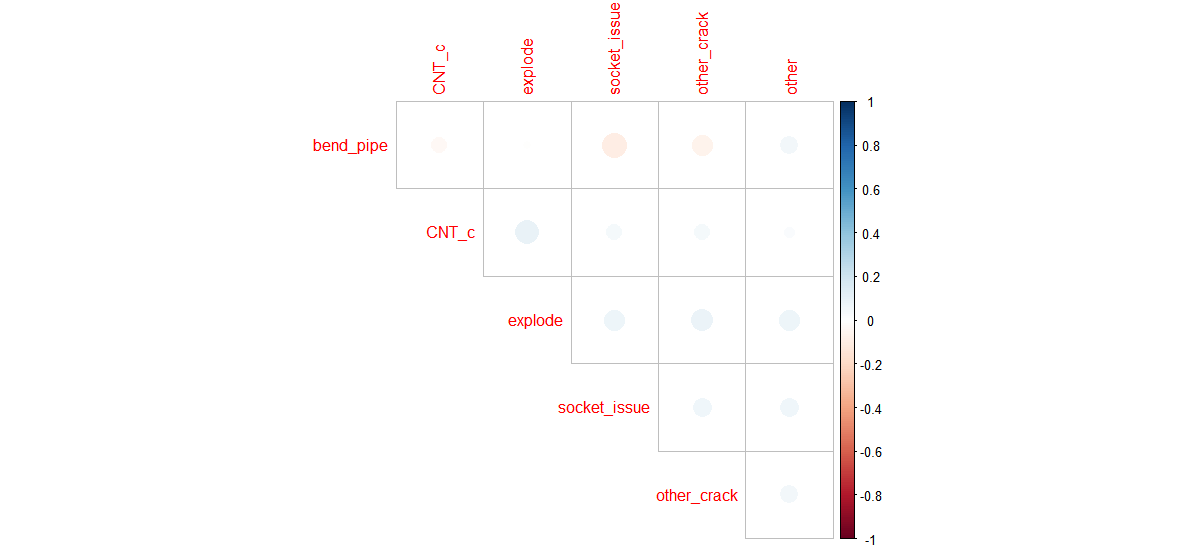 CNT_c
explode
socket_issue
other_crack
other
bend_pipe
CNT_c
explode
socket_issue
other_crack
1
0.8
0.6
0.4
0.2
0
-0.2
-0.4
-0.6
-0.8
-1